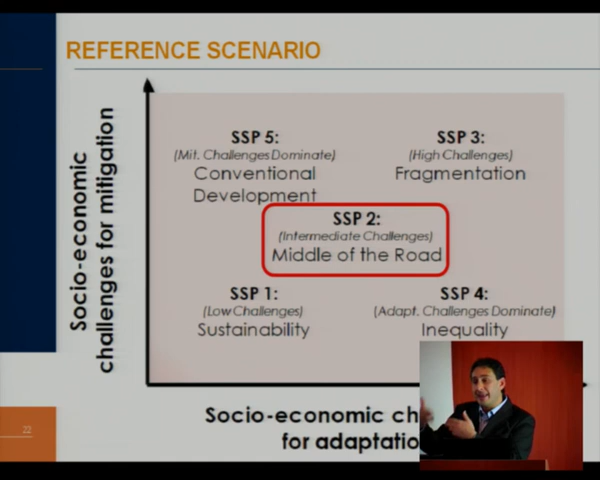 REFERENCE SCENARIO
Socio-economic
challenges for mitigation
SSP 5:
(Mit. Challenges Dominate)
Conventional
Development
SSP 3:
(High Challenges)
Fragmentation
SSP 2:
(Intermediate Challenges)
Middle of the Road
SSP 1:
(Low Challenges)
Sustainability
SSP 4:
(Adapt. Challenges Dominate)
Inequality
Socio-economic ch
for adaptatio
22